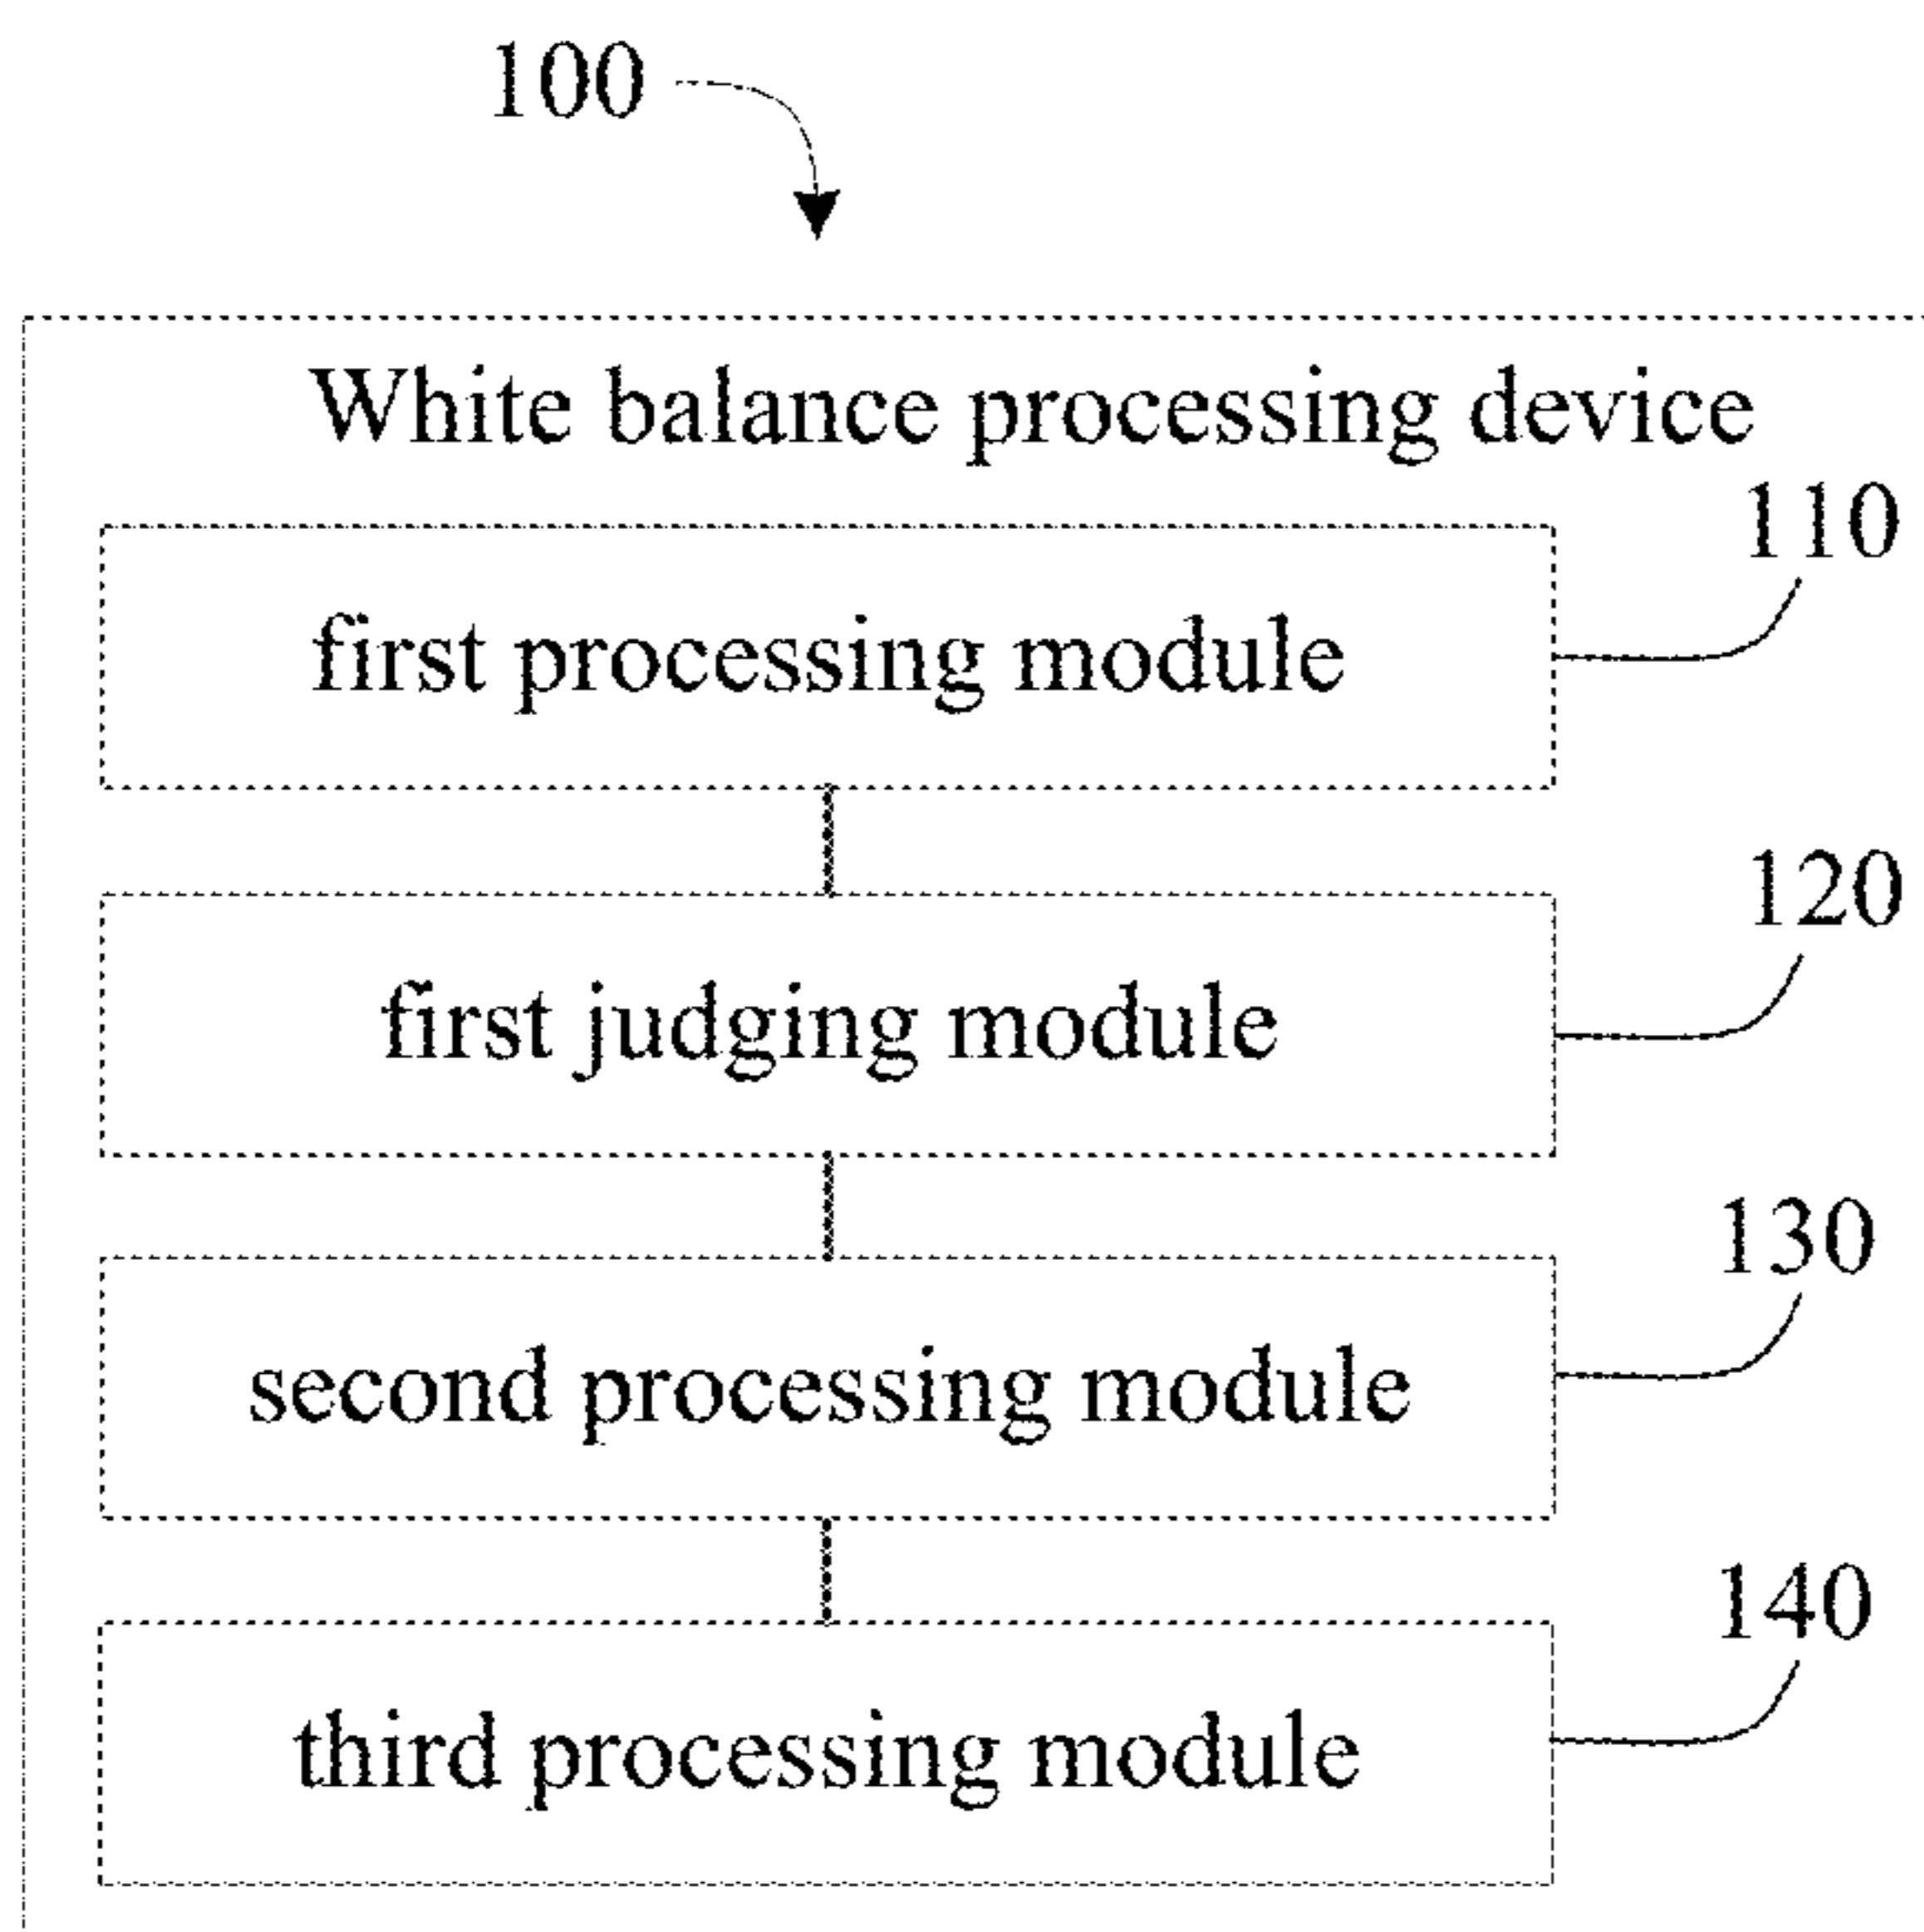 100
White balance processing device
110
first processing module
120
first judging module
130
second processing module
140
third processing module